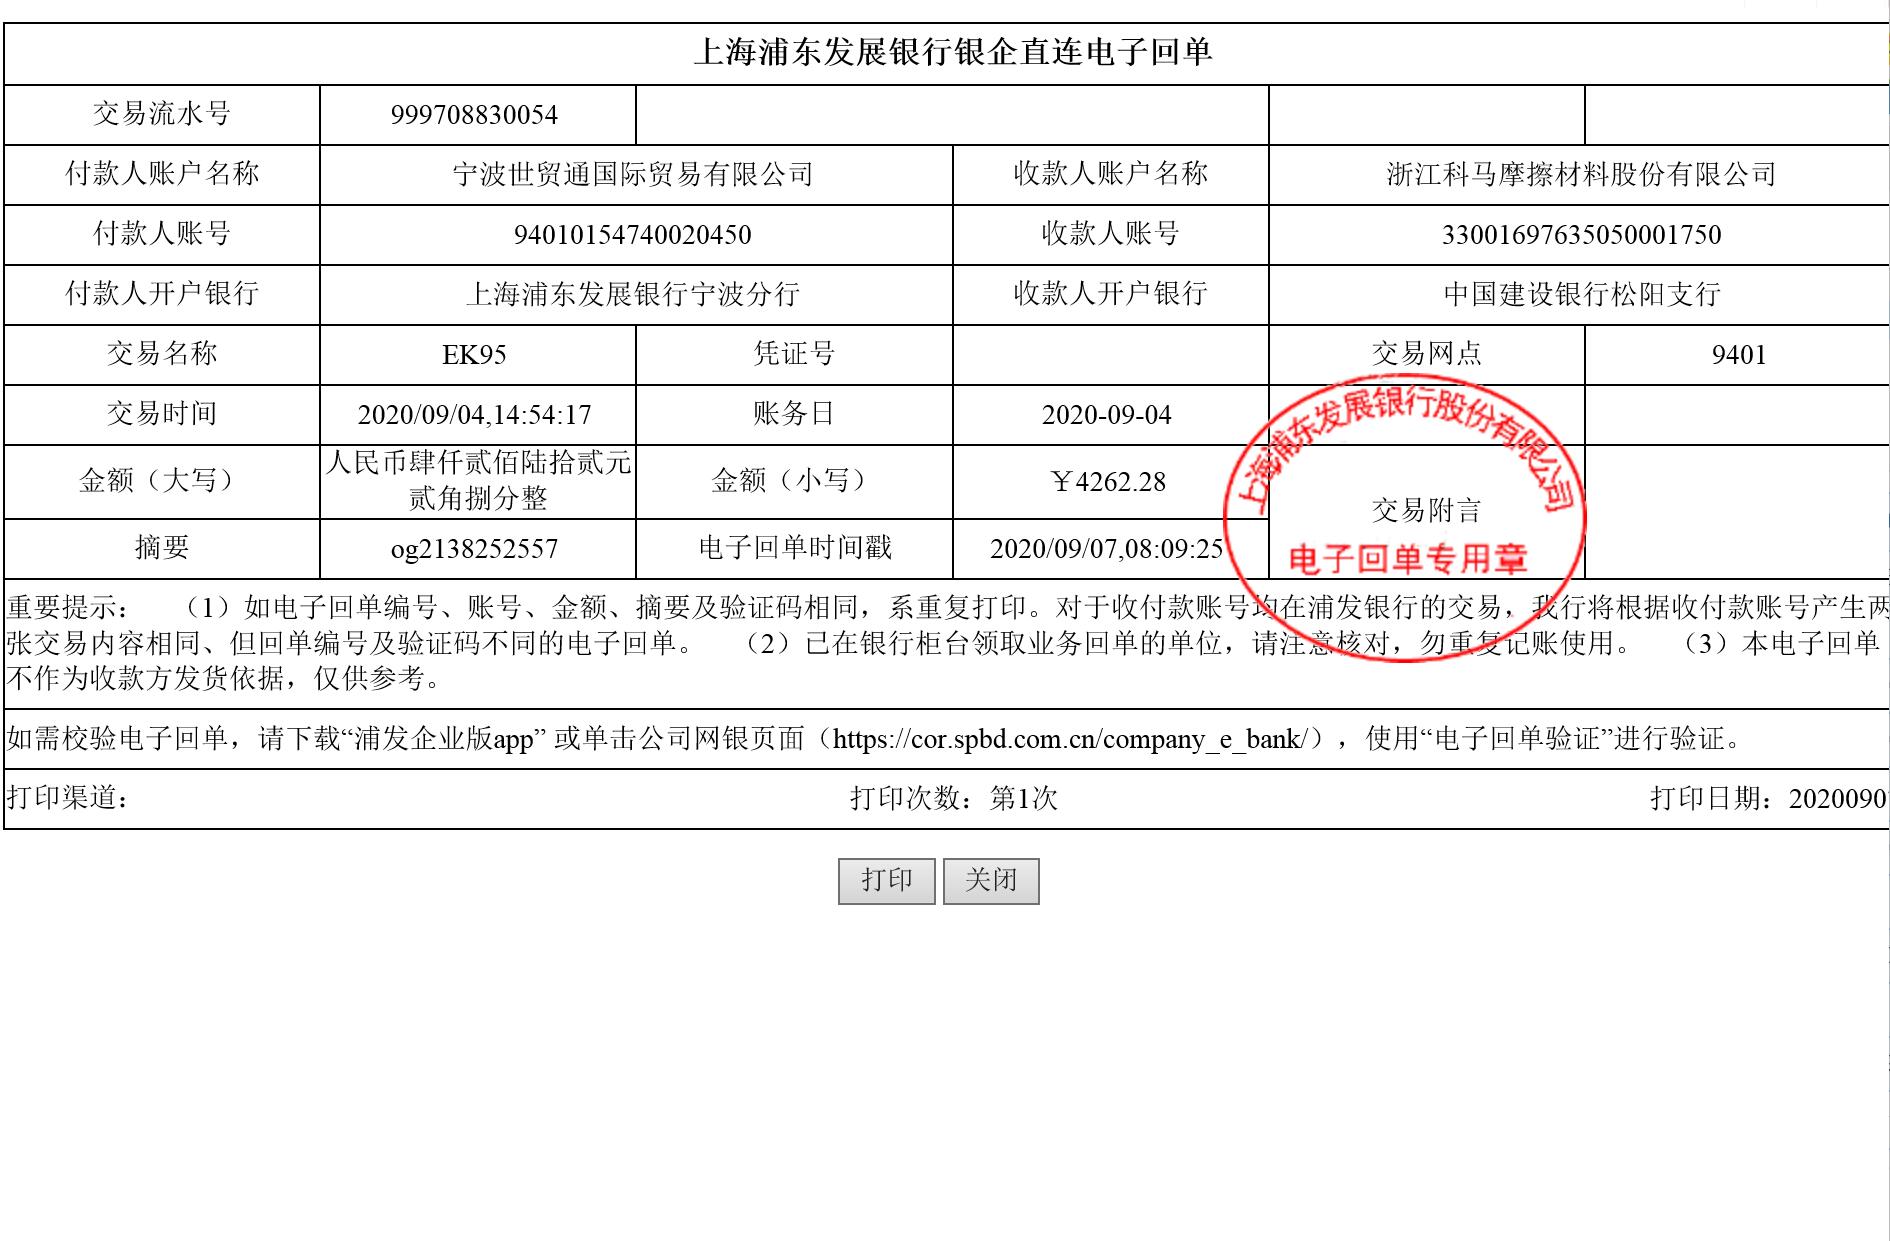 上海浦东发展银行银企直连电子回单
交易流水号 999708830054
付款人账户名称 宁波世贸通国际贸易有限公司 收款人账户名称 浙江科马摩擦材料股份有限公司
付款人账号 94010154740020450 收款人账号 33001697635050001750
付款人开户银行 上海浦东发展银行宁波分行 收款人开户银行 中国建设银行松阳支行
交易名称 EK95 凭证号 交易网点 9401
交易时间 2020/09/04,14:54:17 账务日 2020-09-04
上海浦东发展银行股份有限公司
金额（大写） 人民币肆仟贰佰陆拾贰元
贰角捌分整 金额（小写） ￥4262.28
交易附言
摘要 og2138252557 电子回单时间戳 2020/09/07,08:09:25
电子回单专用章
重要提示： （1）如电子回单编号、账号、金额、摘要及验证码相同，系重复打印。对于收付款账号均在浦发银行的交易，我行将根据收付款账号产生两
张交易内容相同、但回单编号及验证码不同的电子回单。 （2）已在银行柜台领取业务回单的单位，请注意核对，勿重复记账使用。 （3）本电子回单
不作为收款方发货依据，仅供参考。
如需校验电子回单，请下载“浦发企业版app” 或单击公司网银页面（https://cor.spbd.com.cn/company_e_bank/），使用“电子回单验证”进行验证。
打印渠道： 打印次数：第1次 打印日期：2020090
打印 关闭